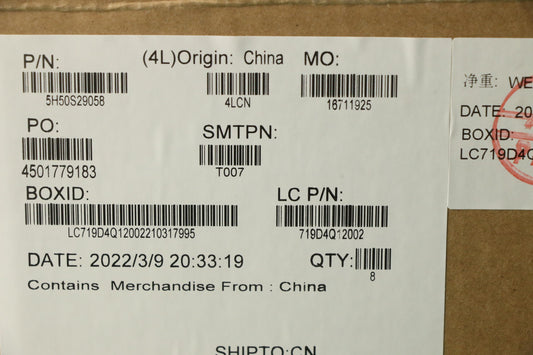 P/N:
(4L)Origin: China
MO:
5H50S29058
4LCN
16711925
PO:
SMTPN:
4501779183
T007
BOXID:
LC P/N:
LC719D4Q12002210317995
719D4Q12002
DATE: 2022/3/9 20:33:19
QTY:
8
Contains Merchandise From : China
SHIPTO:CN
净重: WE
DATE: 20
BOXID:
LC719D4Q